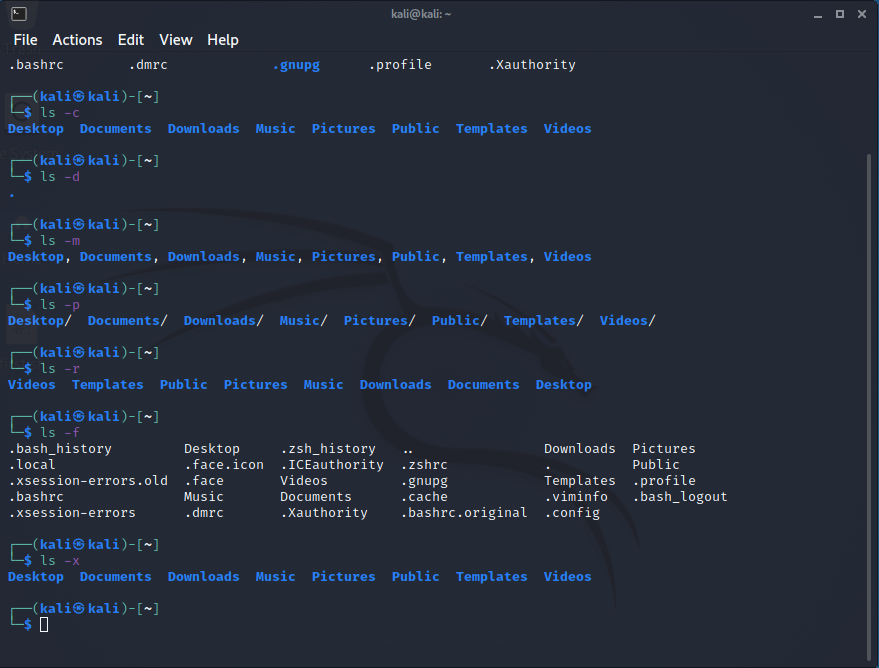 kali@kali: ~
File Actions Edit View Help
.bashrc .dmrc .gnupg .profile .Xauthority
┌──(kali㉿kali)-[~]
└─$ ls -c
Desktop Documents Downloads Music Pictures Public Templates Videos
┌──(kali㉿kali)-[~]
└─$ ls -d
.
┌──(kali㉿kali)-[~]
└─$ ls -m
Desktop, Documents, Downloads, Music, Pictures, Public, Templates, Videos
┌──(kali㉿kali)-[~]
└─$ ls -p
Desktop/ Documents/ Downloads/ Music/ Pictures/ Public/ Templates/ Videos/
┌──(kali㉿kali)-[~]
└─$ ls -r
Videos Templates Public Pictures Music Downloads Documents Desktop
┌──(kali㉿kali)-[~]
└─$ ls -f
.bash_history Desktop .zsh_history .. Downloads Pictures
.local .face.icon .ICEauthority .zshrc . Public
.xsession-errors.old .face Videos .gnupg Templates .profile
.bashrc Music Documents .cache .viminfo .bash_logout
.xsession-errors .dmrc .Xauthority .bashrc.original .config
┌──(kali㉿kali)-[~]
└─$ ls -x
Desktop Documents Downloads Music Pictures Public Templates Videos
┌──(kali㉿kali)-[~]
└─$